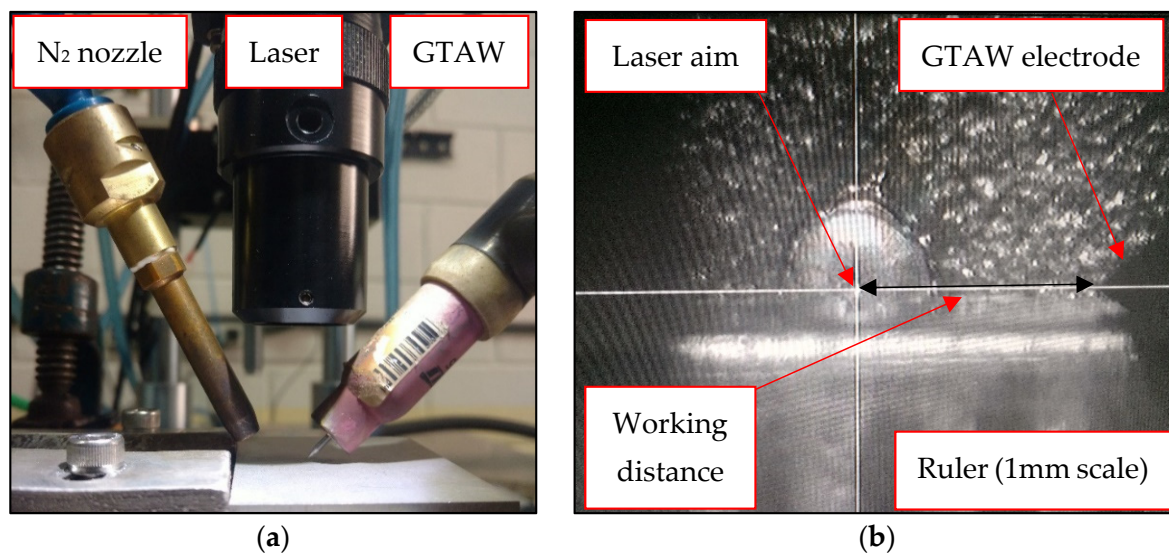 N₂ nozzle
Laser
GTAW
Laser aim
GTAW electrode
Working
distance
Ruler (1mm scale)
(a)
(b)